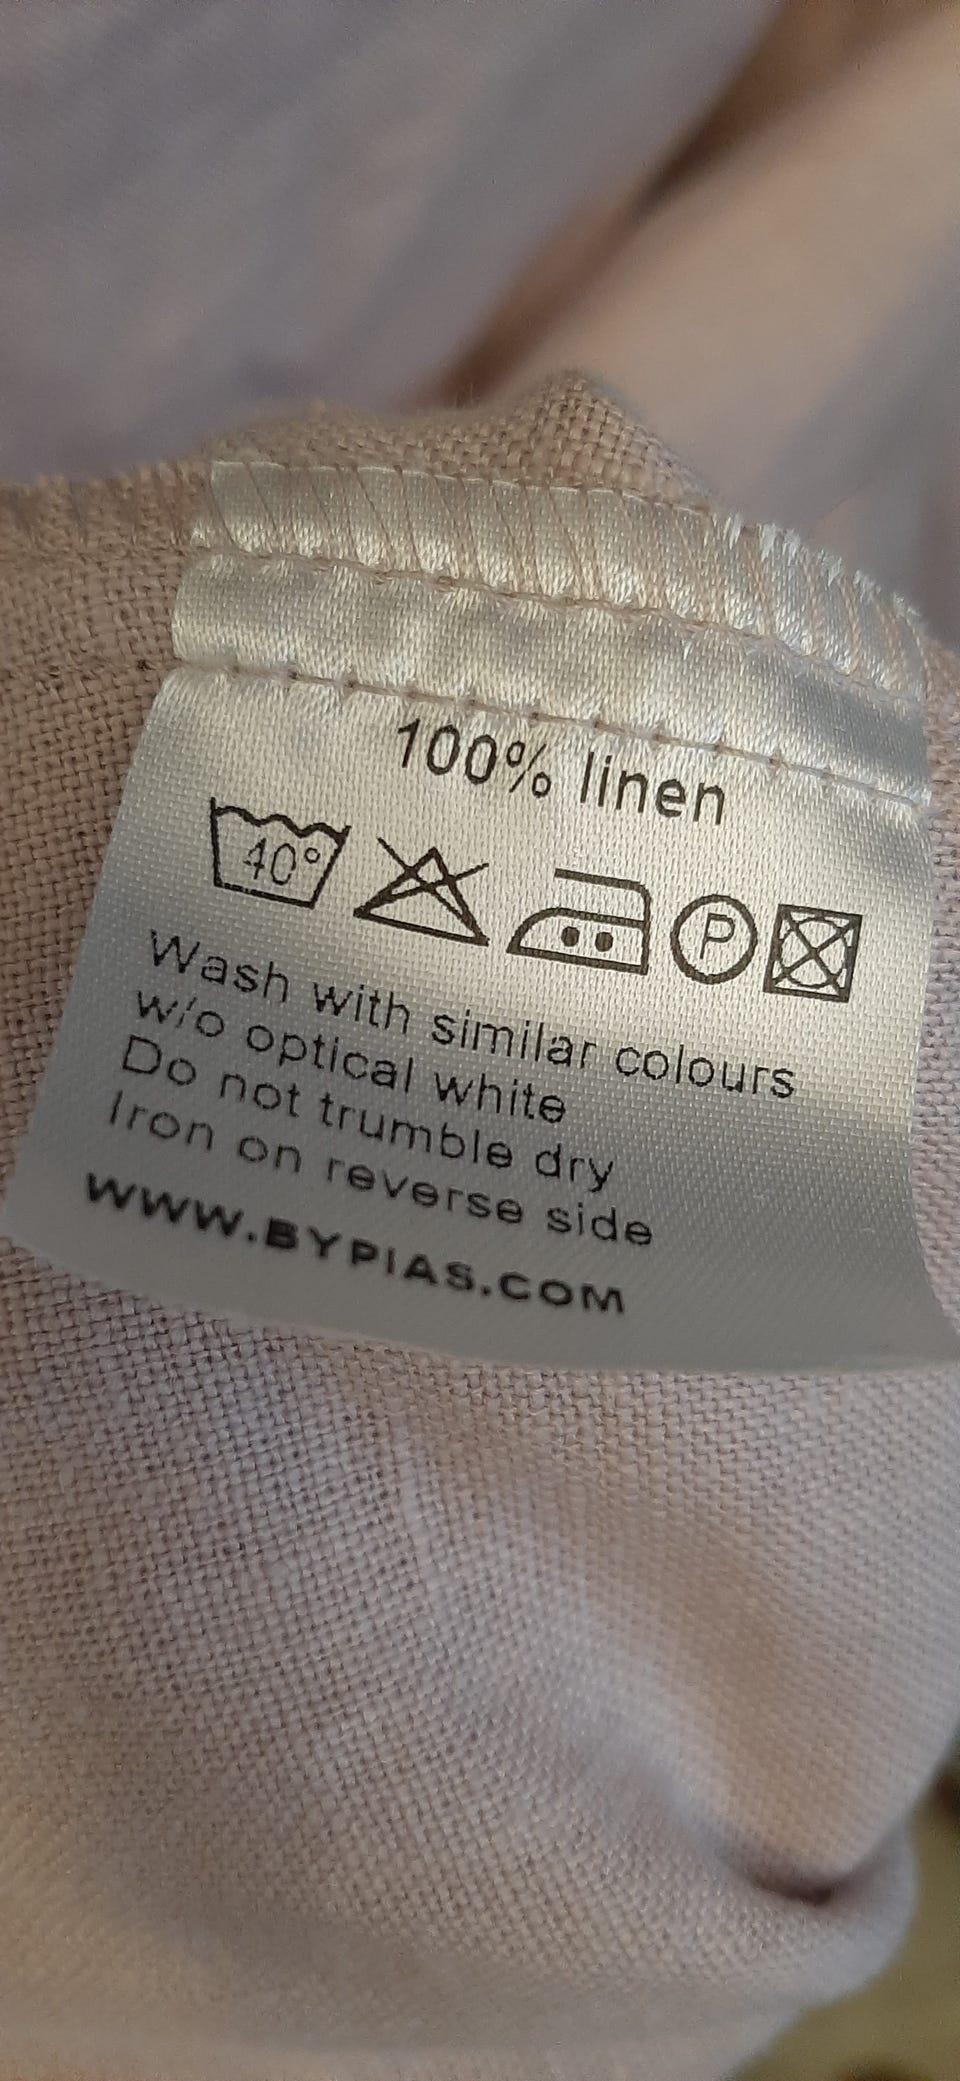 100% linen
40°
P
Wash with similar colours
w/o optical white
Do not trumble dry
Iron on reverse side
WWW.BYPIAS.COM